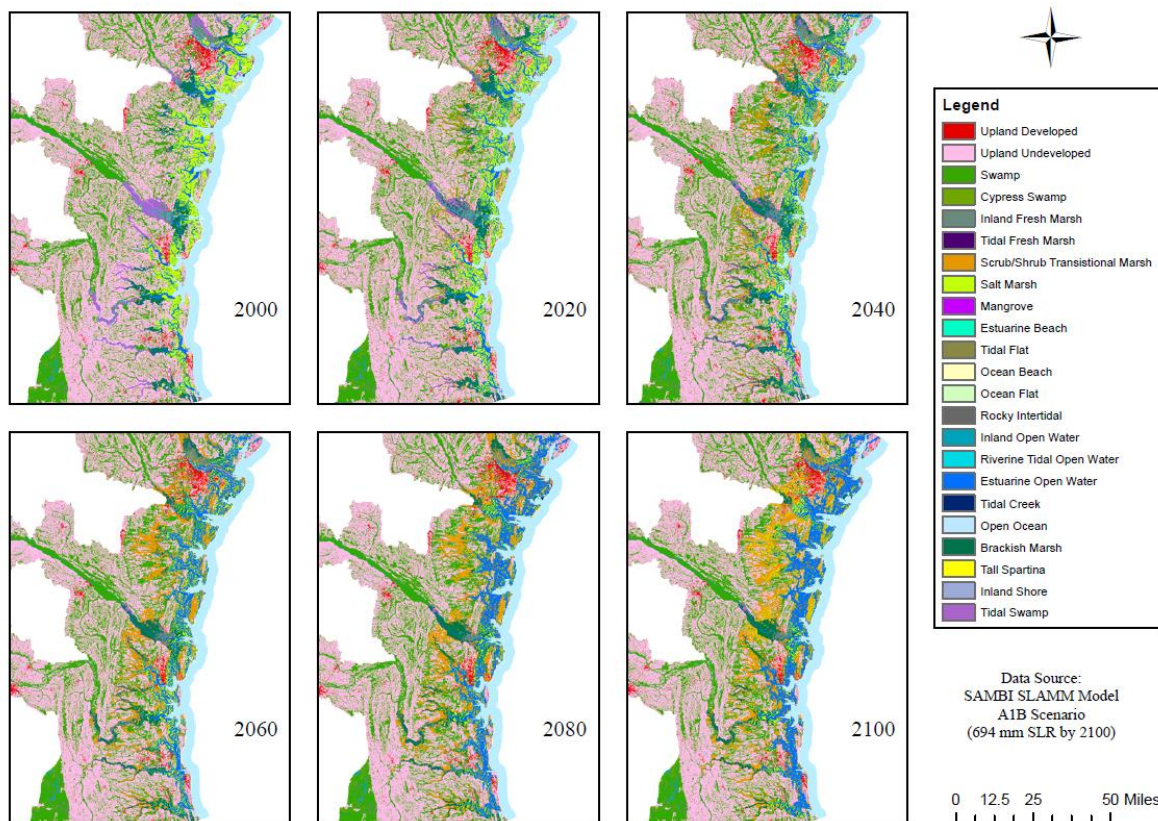 2000
2020
2040
2060
2080
2100
Legend
Upland Developed
Upland Undeveloped
Swamp
Cypress Swamp
Inland Fresh Marsh
Tidal Fresh Marsh
Scrub/Shrub Transistional Marsh
Salt Marsh
Mangrove
Estuarine Beach
Tidal Flat
Ocean Beach
Ocean Flat
Rocky Intertidal
Inland Open Water
Riverine Tidal Open Water
Estuarine Open Water
Tidal Creek
Open Ocean
Brackish Marsh
Tall Spartina
Inland Shore
Tidal Swamp
Data Source:
SAMBI SLAMM Model
A1B Scenario
(694 mm SLR by 2100)
0 12.5 25 50 Miles